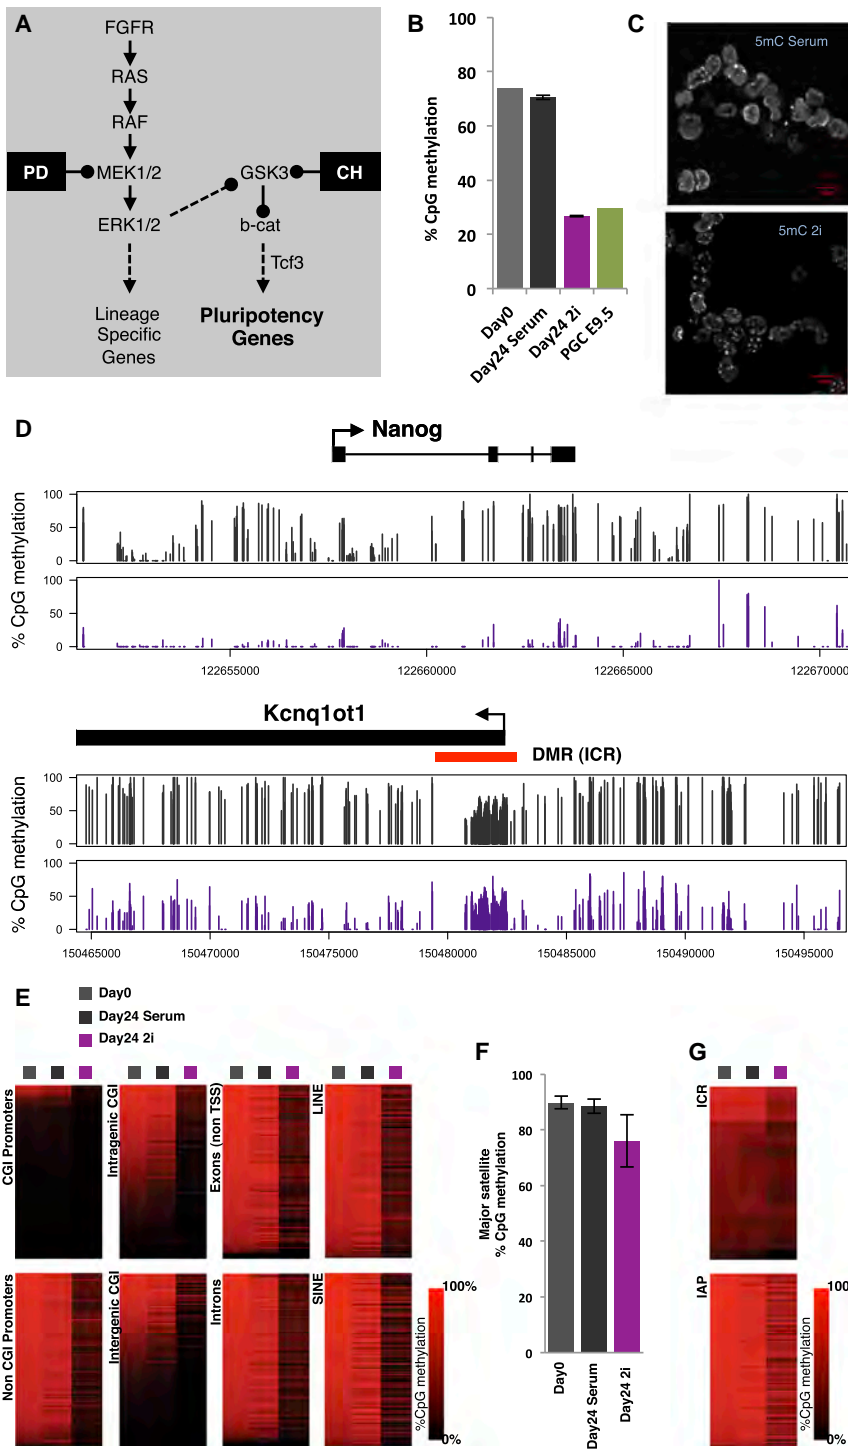 A
FGFR
RAS
RAF
PD
MEK1/2
GSK3
CH
ERK1/2
b-cat
Tcf3
Lineage
Specific
Genes
Pluripotency
Genes
B
% CpG methylation
100
80
60
40
20
0
Day0
Day24 Serum
Day24 2i
PGC E9.5
C
5mC Serum
5mC 2i
D
Nanog
% CpG methylation
100
50
0
100
50
0
122655000
122660000
122665000
122670000
Kcnq1ot1
DMR (ICR)
% CpG methylation
100
50
0
100
50
0
150465000
150470000
150475000
150480000
150485000
150490000
150495000
E
Day0
Day24 Serum
Day24 2i
CGI Promoters
Intragenic CGI
Exons (non TSS)
LINE
Non CGI Promoters
Intergenic CGI
Introns
SINE
100%
%CpG methylation
0%
F
Major satellite
% CpG methylation
100
80
60
40
20
0
Day0
Day24 Serum
Day24 2i
G
ICR
IAP
100%
%CpG methylation
0%